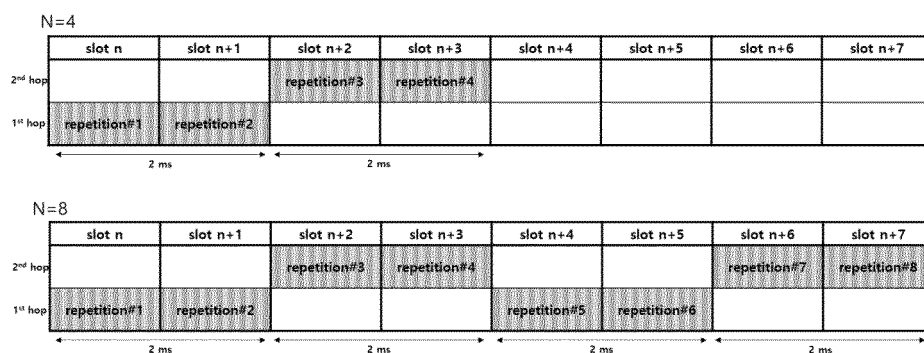 N=4
slot n slot n+1 slot n+2 slot n+3 slot n+4 slot n+5 slot n+6 slot n+7
2nd hop repetition#3 repetition#4
1st hop repetition#1 repetition#2
2 ms 2 ms
N=8
slot n slot n+1 slot n+2 slot n+3 slot n+4 slot n+5 slot n+6 slot n+7
2nd hop repetition#3 repetition#4 repetition#7 repetition#8
1st hop repetition#1 repetition#2 repetition#5 repetition#6
2 ms 2 ms 2 ms 2 ms